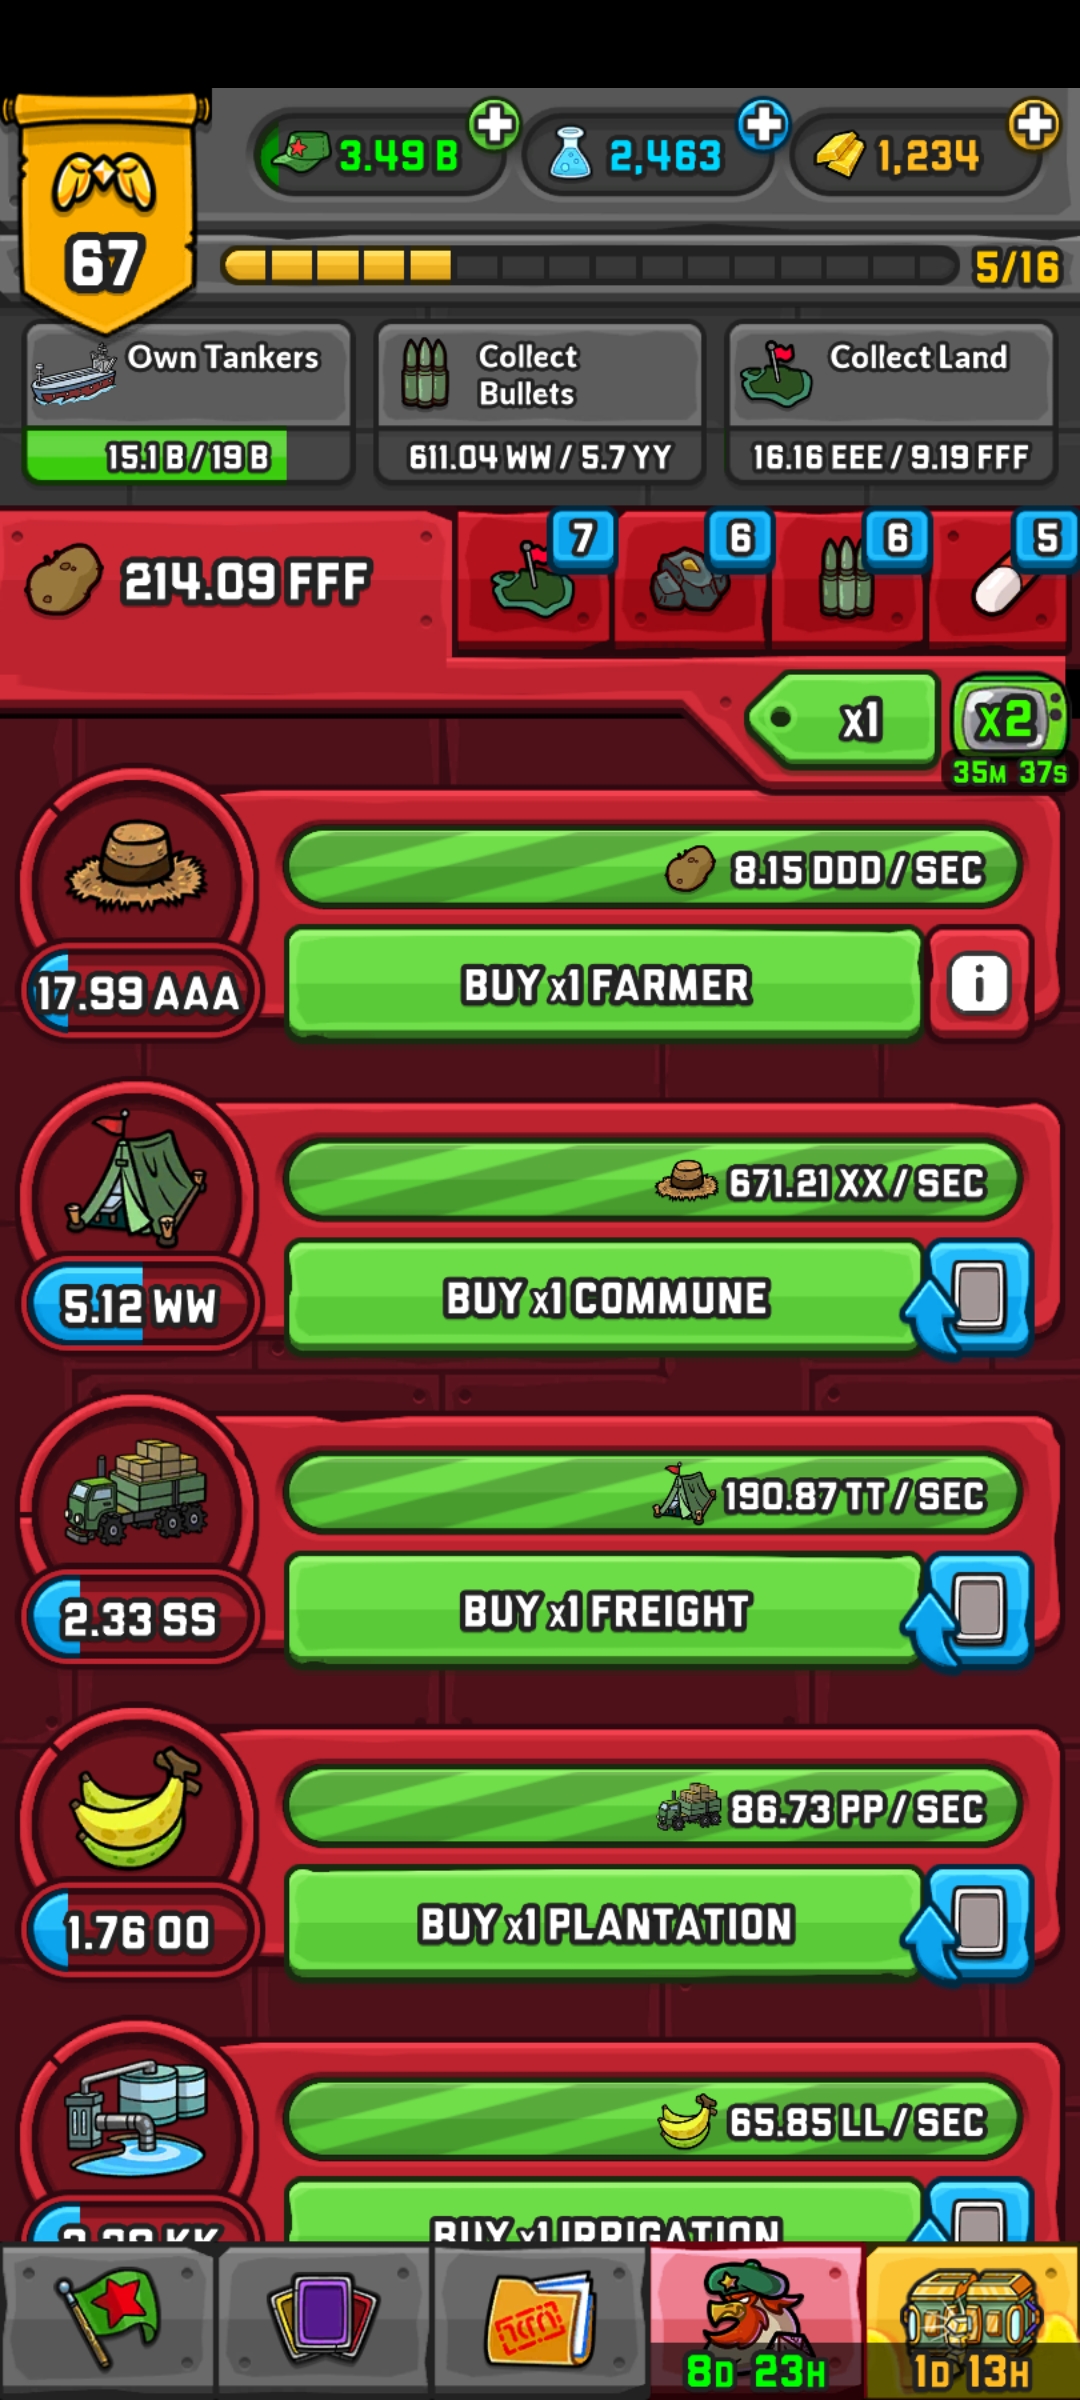 3.49 B
2,463
1,234
67
5/16
Own Tankers
15.1 B / 19 B
Collect
Bullets
611.04 WW / 5.7 YY
Collect Land
16.16 EEE / 9.19 FFF
214.09 FFF
7
6
6
5
x1
x2
35M 37S
8.15 DDD / SEC
17.99 AAA
BUY x1 FARMER
i
671.21 XX / SEC
5.12 WW
BUY x1 COMMUNE
190.87 TT / SEC
2.33 SS
BUY x1 FREIGHT
86.73 PP / SEC
1.76 OO
BUY x1 PLANTATION
65.85 LL / SEC
BUY x1 IRRIGATION
8D 23H
1D 13H